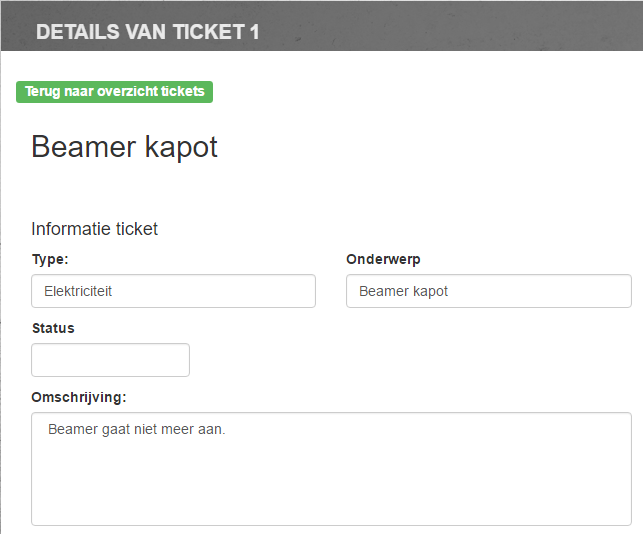 DETAILS VAN TICKET 1
Terug naar overzicht tickets
Beamer kapot
Informatie ticket
Type:
Onderwerp
Elektriciteit
Beamer kapot
Status
Omschrijving:
Beamer gaat niet meer aan.